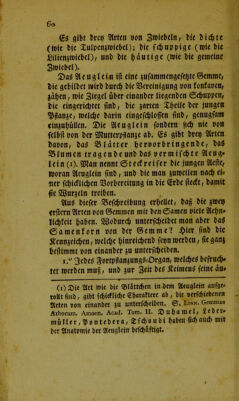 60
Es gibt drey Arten von Zwiebeln, die dichte
(wie die Tulpenzwiebel); die schuppige (wie die
Lilienzwiebel); und die häutige (wie die gemeine
Zwiebel).
Das Aeuglein ist eine zusammengesetzte Gemme,
die gebildet wird durch die Vereinigung von konkaven,
zähen, wie Ziegel über einander liegenden Schuppen,
die eingerichtet sind, die zarten Theile der jungen
Pflanze, welche darin eingeschlossen sind, genugsam
einzuhüllen. Die Aeuglein sondern sich nie von
selbst von der Mutterpflanze ab. Es gibt drey Arten
davon, das Blätter hervorbringende, das
Blumen tragende und das vermischte Aeug-
lein (1). Man nennt Steckreiser die jungen Aeste,
woran Aeuglein sind, und die man zuweilen nach ei-
ner schicklichen Vorbereitung in die Erde steckt, damit
sie Wurzeln treiben.
Aus dieser Beschreibung erhellet, daß die zwey
erstern Arten von Gemmen mit den Samen viele Aehn-
lichkeit haben. Wodurch unterscheidet man aber das
Samenkorn von der Gemme? Hier sind die
Kennzeichen, welche hinreichend seyn werden, sie ganz
bestimmt von einander zu unterscheiden.
1.° Jedes Fortpflanzungs-Organ, welches befruch-
tet werden muß, und zur Zeit des Keimens seine äu-
(1) Die Art wie die Blätrchen in dem Aeuglein aufge-
rollt sind, gibt schickliche Charaktere ab, die verschiedenen
Arten von einander zu unterscheiden. S. Linn. Gemmae
Arborum. Amoen. Acad. Tom. II. Duhamel, Leder-
müller, Pontedera, Tschoudi haben sich auch mit
der Anatomie der Aeuglein beschäftigt.